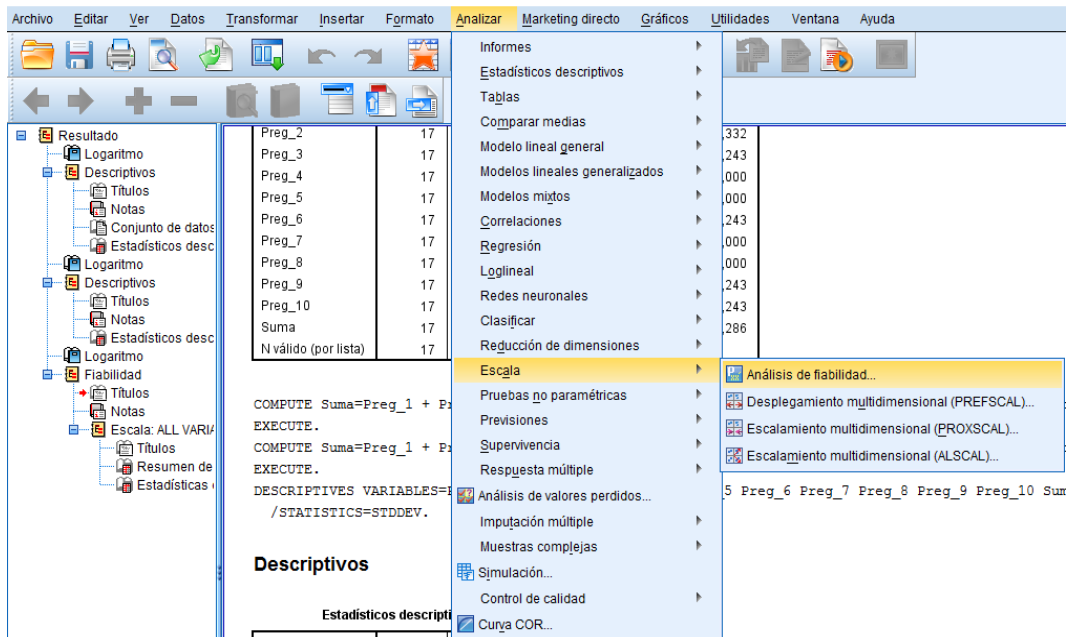 Archivo Editar Ver Datos Transformar Insertar Formato Analizar Marketing directo Gráficos Utilidades Ventana Ayuda
Resultado
Logaritmo
Descriptivos
Títulos
Notas
Conjunto de datos
Estadísticos desc
Logaritmo
Descriptivos
Títulos
Notas
Estadísticos desc
Logaritmo
Fiabilidad
Títulos
Notas
Escala: ALL VARIA
Títulos
Resumen de
Estadísticas
Preg_2 17 ,332
Preg_3 17 ,243
Preg_4 17 ,000
Preg_5 17 ,000
Preg_6 17 ,243
Preg_7 17 ,000
Preg_8 17 ,000
Preg_9 17 ,243
Preg_10 17 ,243
Suma 17 ,286
N válido (por lista) 17
COMPUTE Suma=Preg_1 + Pr
EXECUTE.
COMPUTE Suma=Preg_1 + Pr
EXECUTE.
DESCRIPTIVES VARIABLES=P _5 Preg_6 Preg_7 Preg_8 Preg_9 Preg_10 Sum
/STATISTICS=STDDEV.
Descriptivos
Estadísticos descripti
Informes
Estadísticos descriptivos
Tablas
Comparar medias
Modelo lineal general
Modelos lineales generalizados
Modelos mixtos
Correlaciones
Regresión
Loglineal
Redes neuronales
Clasificar
Reducción de dimensiones
Escala
Pruebas no paramétricas
Previsiones
Supervivencia
Respuesta múltiple
Análisis de valores perdidos...
Imputación múltiple
Muestras complejas
Simulación...
Control de calidad
Curva COR...
Análisis de fiabilidad...
Desplegamiento multidimensional (PREFSCAL)...
Escalamiento multidimensional (PROXSCAL)...
Escalamiento multidimensional (ALSCAL)...